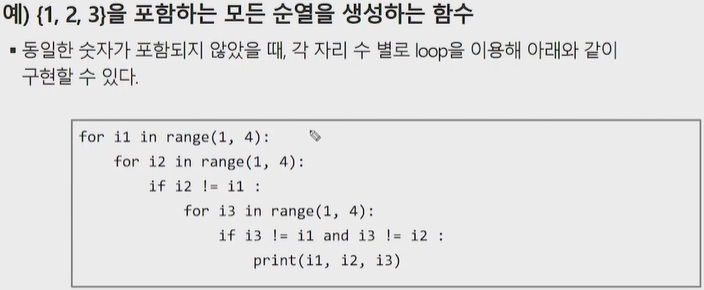 예) {1, 2, 3}을 포함하는 모든 순열을 생성하는 함수
▪ 동일한 숫자가 포함되지 않았을 때, 각 자리 수 별로 loop을 이용해 아래와 같이
구현할 수 있다.
for i1 in range(1, 4):
    for i2 in range(1, 4):
        if i2 != i1 :
            for i3 in range(1, 4):
                if i3 != i1 and i3 != i2 :
                    print(i1, i2, i3)